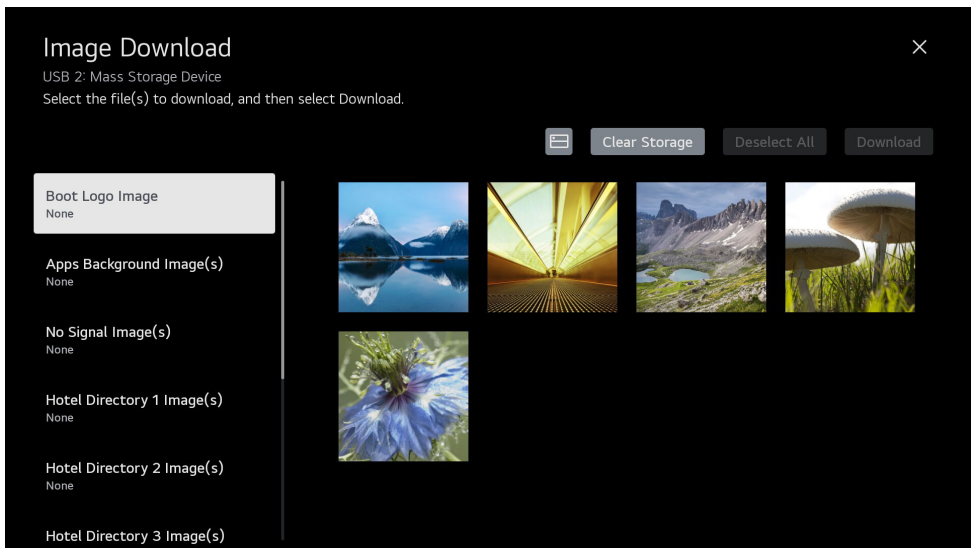 Image Download
USB 2: Mass Storage Device
Select the file(s) to download, and then select Download.
Clear Storage
Deselect All
Download
Boot Logo Image
None
Apps Background Image(s)
None
No Signal Image(s)
None
Hotel Directory 1 Image(s)
None
Hotel Directory 2 Image(s)
None
Hotel Directory 3 Image(s)